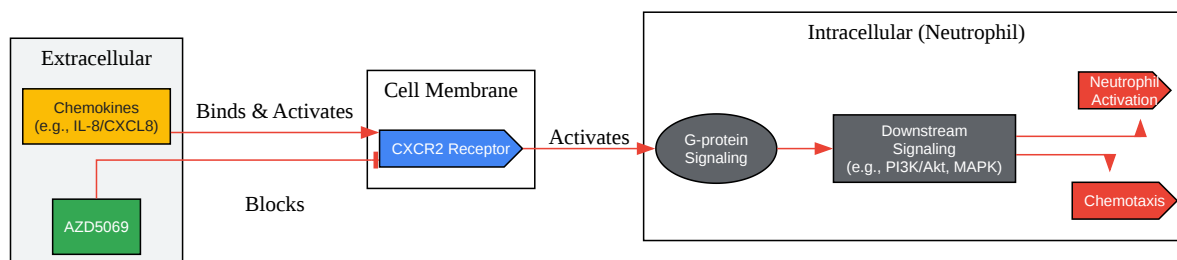 Extracellular
Chemokines
(e.g., IL-8/CXCL8)
AZD5069
Binds & Activates
Blocks
Cell Membrane
CXCR2 Receptor
Activates
Intracellular (Neutrophil)
G-protein
Signaling
Downstream
Signaling
(e.g., PI3K/Akt, MAPK)
Neutrophil
Activation
Chemotaxis